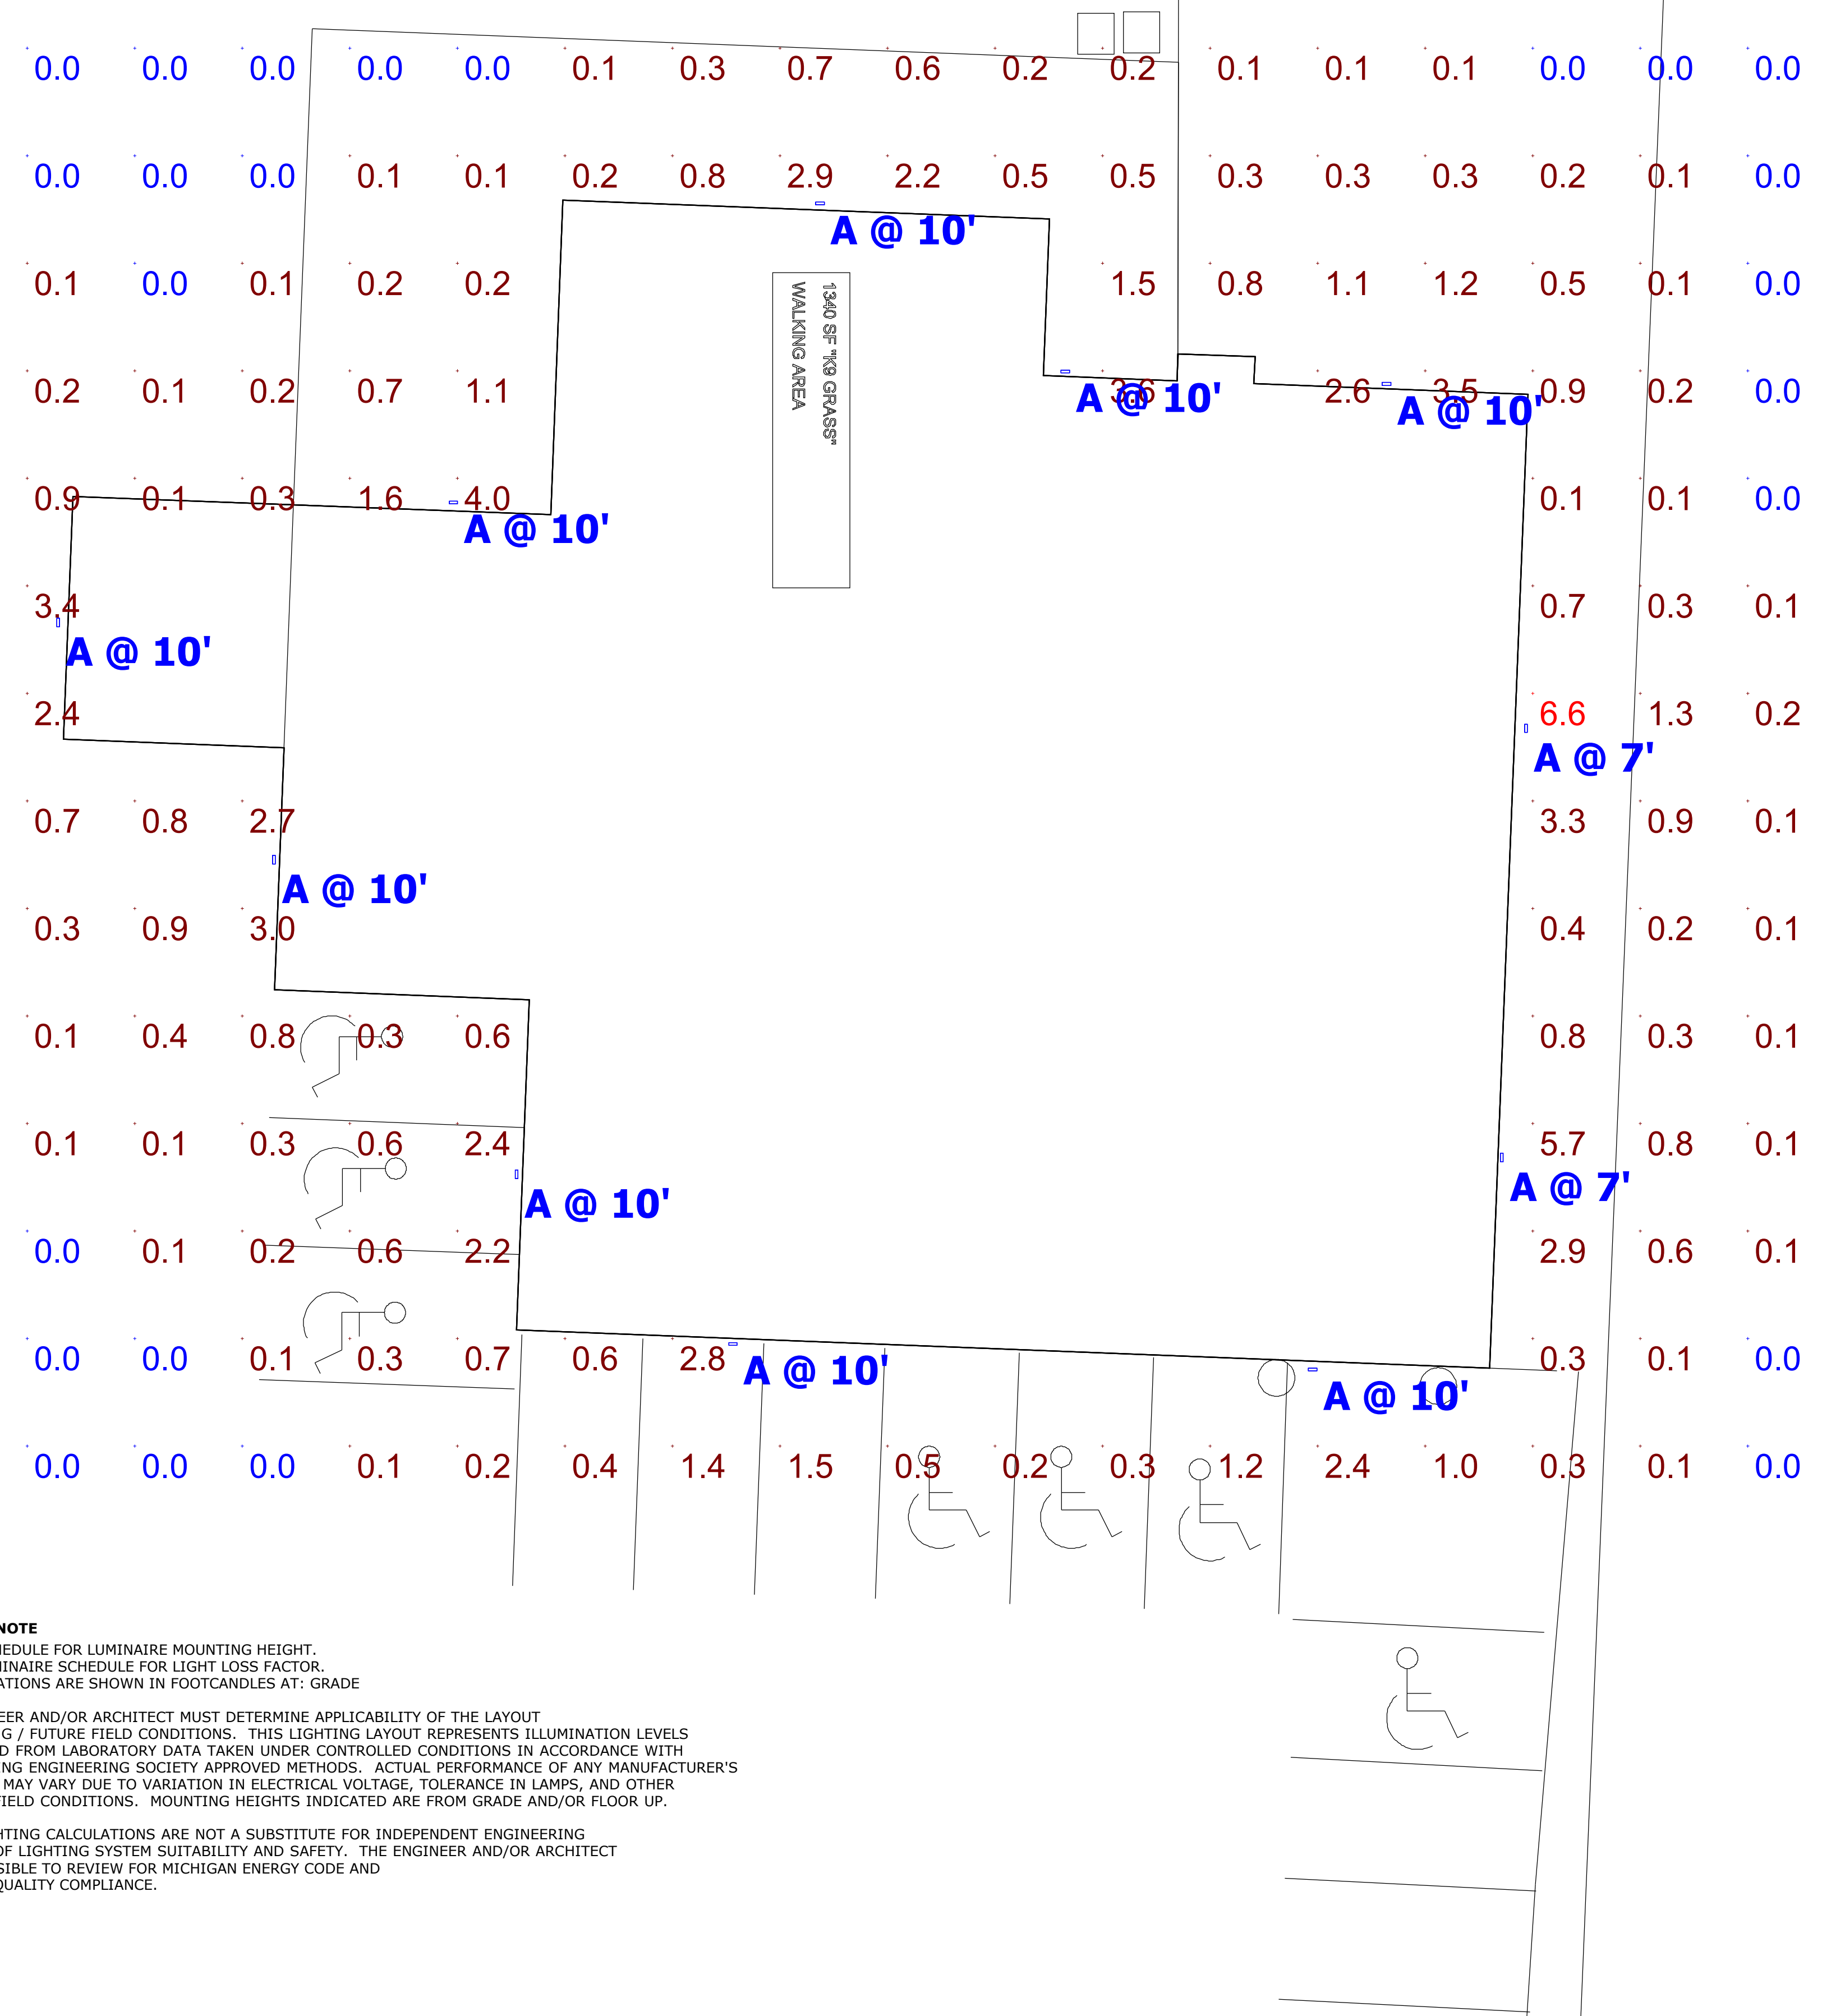 0.0 0.0 0.0 0.0 0.0 0.1 0.3 0.7 0.6 0.2 0.2 0.1 0.1 0.1 0.0 0.0 0.0
0.0 0.0 0.0 0.1 0.1 0.2 0.8 2.9 2.2 0.5 0.5 0.3 0.3 0.3 0.2 0.1 0.0
A @ 10'
0.1 0.0 0.1 0.2 0.2 1.5 0.8 1.1 1.2 0.5 0.1 0.0
1340 SF "K9 GRASS"
WALKING AREA
0.2 0.1 0.2 0.7 1.1 3.6 2.6 3.5 0.9 0.2 0.0
A @ 10' A @ 10'
0.9 0.1 0.3 1.6 4.0 0.1 0.1 0.0
A @ 10'
3.4 0.7 0.3 0.1
A @ 10'
2.4 6.6 1.3 0.2
A @ 7'
0.7 0.8 2.7 3.3 0.9 0.1
A @ 10'
0.3 0.9 3.0 0.4 0.2 0.1
0.1 0.4 0.8 0.3 0.6 0.8 0.3 0.1
0.1 0.1 0.3 0.6 2.4 5.7 0.8 0.1
A @ 10' A @ 7'
0.0 0.1 0.2 0.6 2.2 2.9 0.6 0.1
0.0 0.0 0.1 0.3 0.7 0.6 2.8 0.3 0.1 0.0
A @ 10' A @ 10'
0.0 0.0 0.0 0.1 0.2 0.4 1.4 1.5 0.5 0.2 0.3 1.2 2.4 1.0 0.3 0.1 0.0
NOTE
HEDULE FOR LUMINAIRE MOUNTING HEIGHT.
MINAIRE SCHEDULE FOR LIGHT LOSS FACTOR.
ATIONS ARE SHOWN IN FOOTCANDLES AT: GRADE
EER AND/OR ARCHITECT MUST DETERMINE APPLICABILITY OF THE LAYOUT
G / FUTURE FIELD CONDITIONS. THIS LIGHTING LAYOUT REPRESENTS ILLUMINATION LEVELS
D FROM LABORATORY DATA TAKEN UNDER CONTROLLED CONDITIONS IN ACCORDANCE WITH
ING ENGINEERING SOCIETY APPROVED METHODS. ACTUAL PERFORMANCE OF ANY MANUFACTURER'S
MAY VARY DUE TO VARIATION IN ELECTRICAL VOLTAGE, TOLERANCE IN LAMPS, AND OTHER
FIELD CONDITIONS. MOUNTING HEIGHTS INDICATED ARE FROM GRADE AND/OR FLOOR UP.
HTING CALCULATIONS ARE NOT A SUBSTITUTE FOR INDEPENDENT ENGINEERING
OF LIGHTING SYSTEM SUITABILITY AND SAFETY. THE ENGINEER AND/OR ARCHITECT
SIBLE TO REVIEW FOR MICHIGAN ENERGY CODE AND
QUALITY COMPLIANCE.